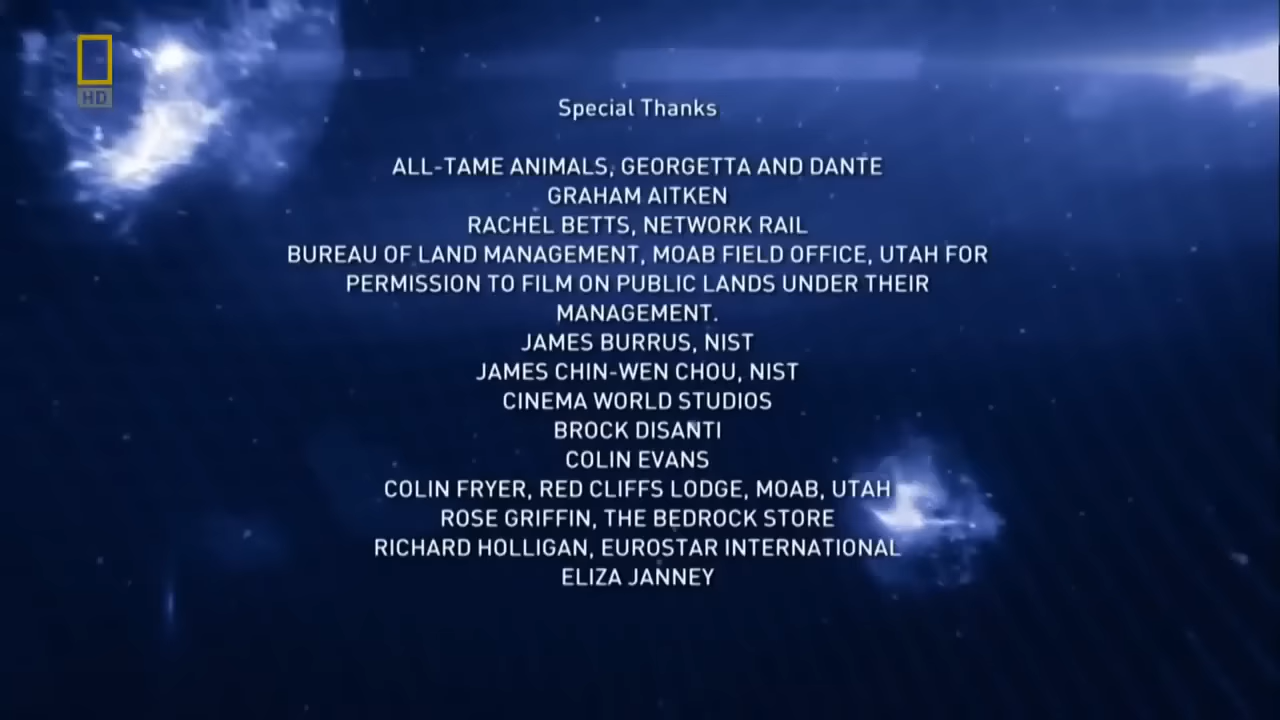 HD
Special Thanks
ALL-TAME ANIMALS, GEORGETTA AND DANTE
GRAHAM AITKEN
RACHEL BETTS, NETWORK RAIL
BUREAU OF LAND MANAGEMENT, MOAB FIELD OFFICE, UTAH FOR
PERMISSION TO FILM ON PUBLIC LANDS UNDER THEIR
MANAGEMENT.
JAMES BURRUS, NIST
JAMES CHIN-WEN CHOU, NIST
CINEMA WORLD STUDIOS
BROCK DISANTI
COLIN EVANS
COLIN FRYER, RED CLIFFS LODGE, MOAB, UTAH
ROSE GRIFFIN, THE BEDROCK STORE
RICHARD HOLLIGAN, EUROSTAR INTERNATIONAL
ELIZA JANNEY